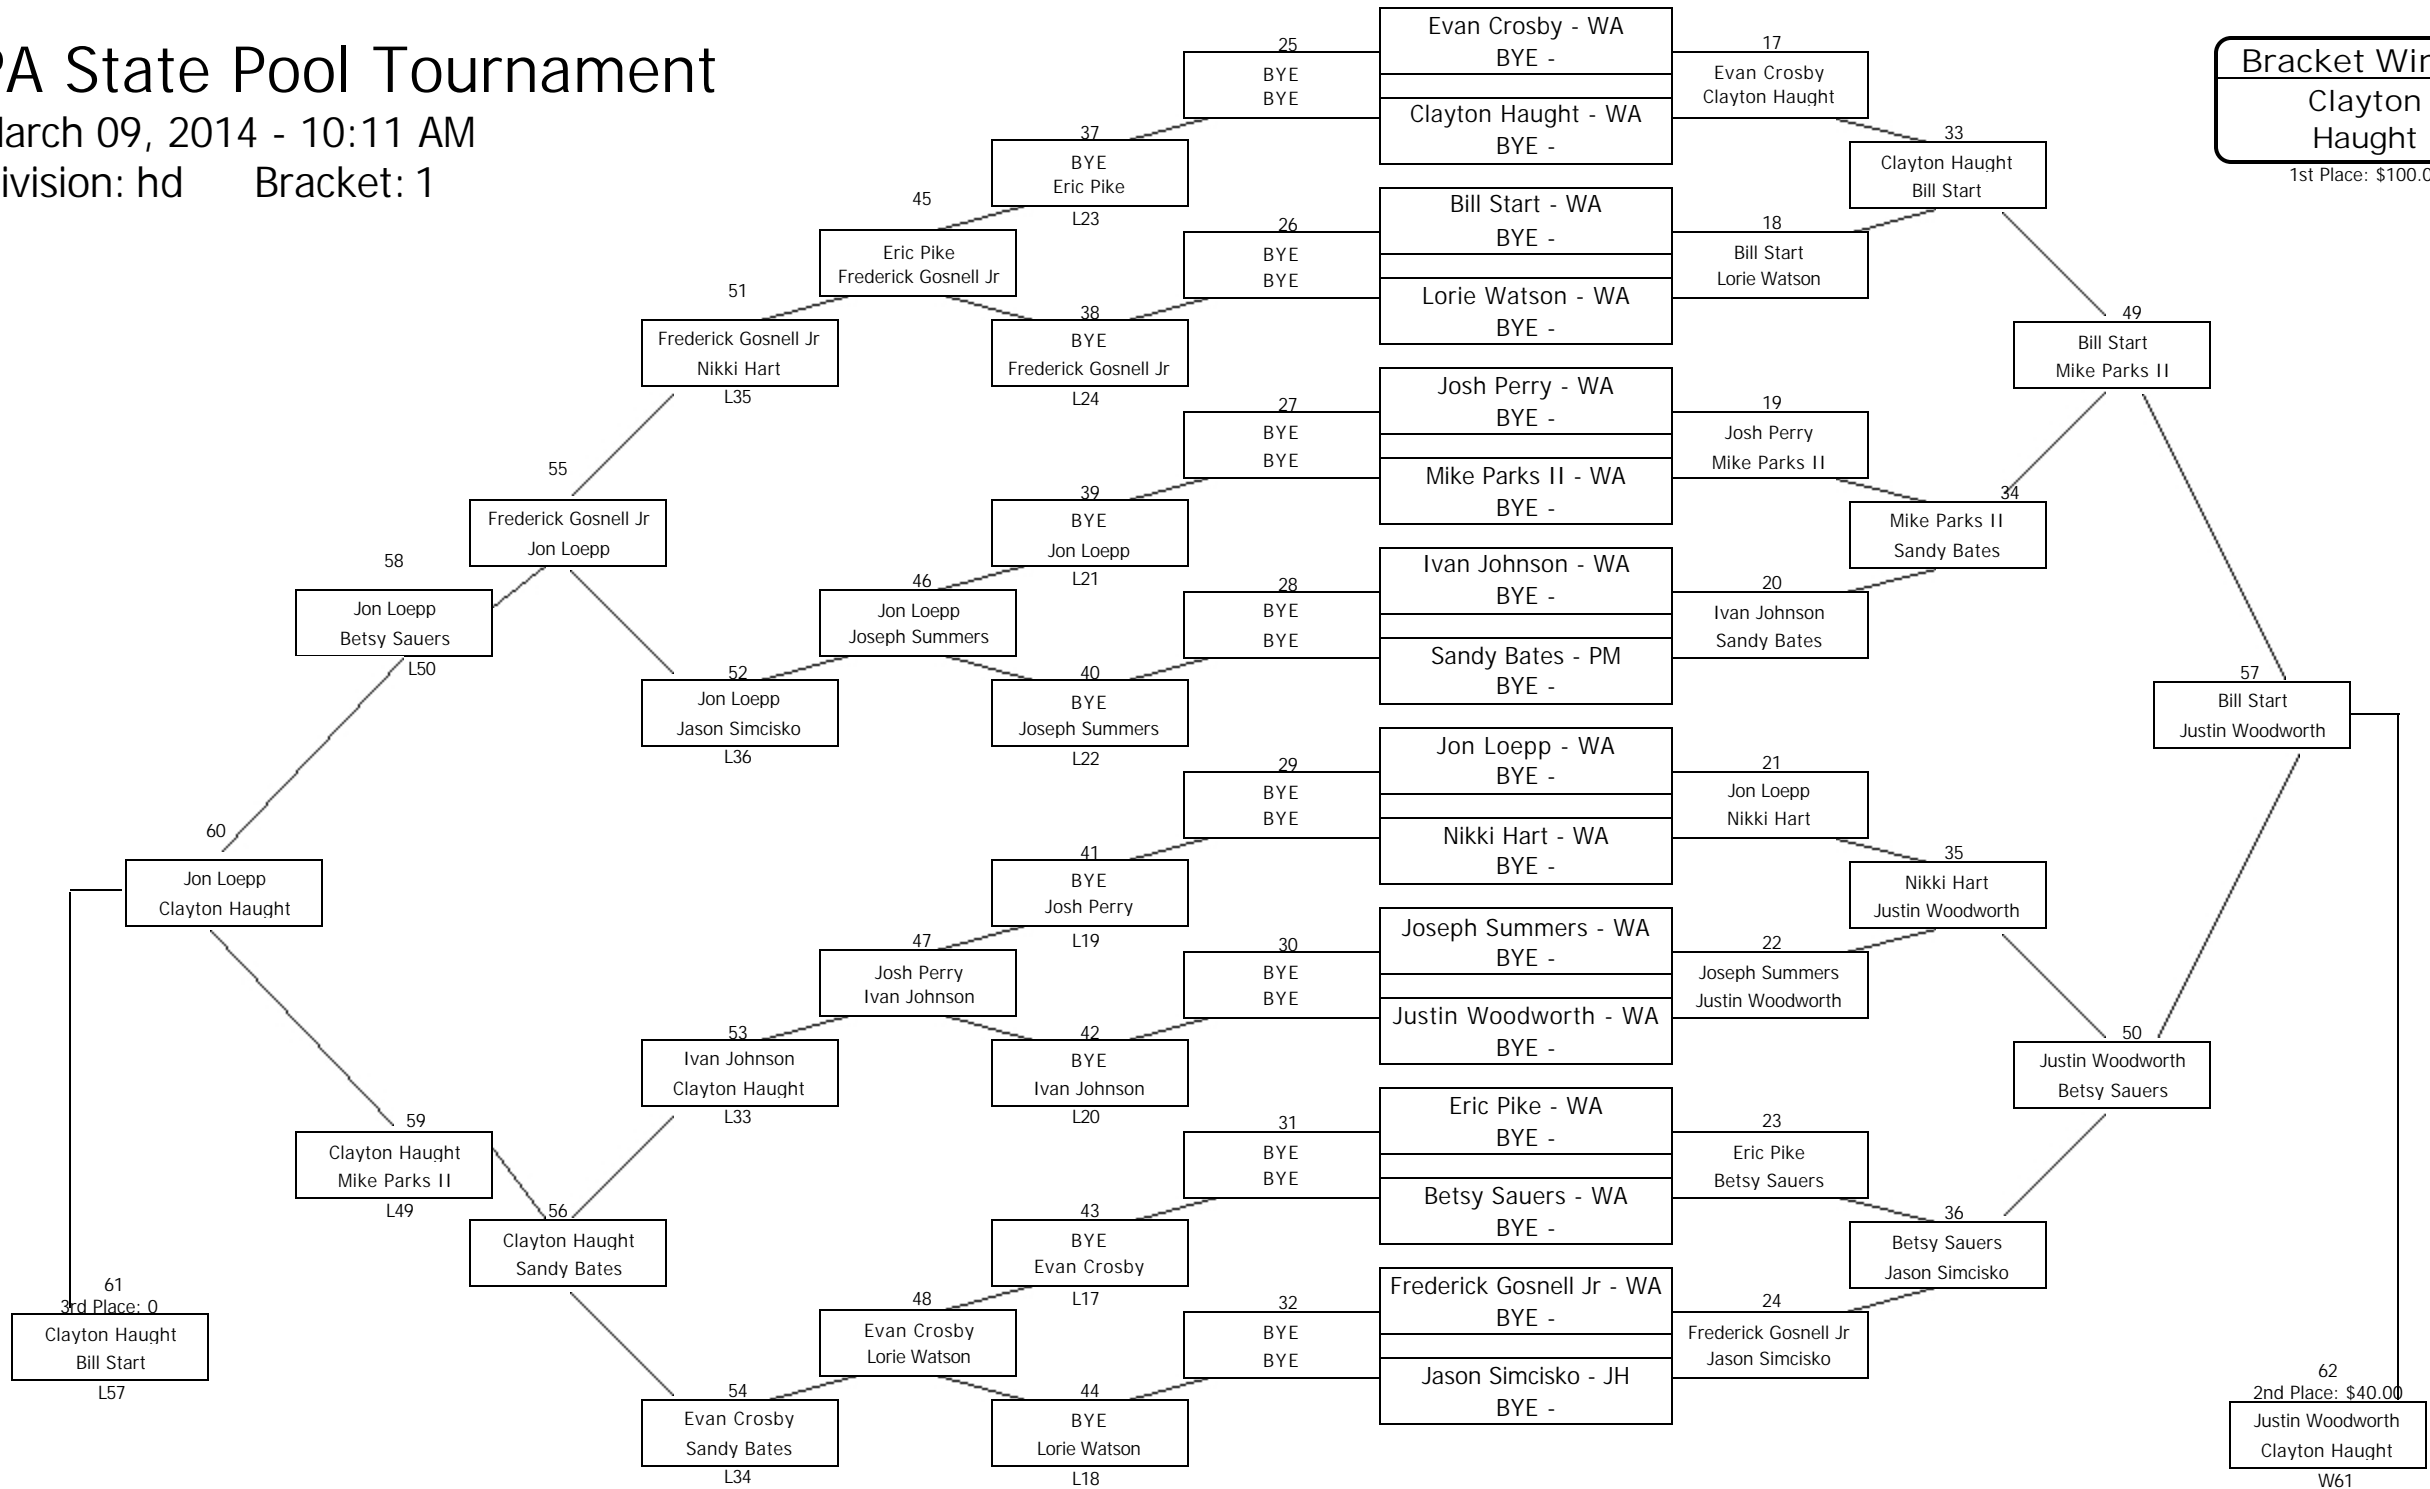 PA State Pool Tournament
March 09, 2014 - 10:11 AM
ivision: hd Bracket: 1
Clayton
Haught
1st Place: $100.0
Evan Crosby - WA
BYE -
Clayton Haught - WA
BYE -
Bill Start - WA
BYE -
Lorie Watson - WA
BYE -
Josh Perry - WA
BYE -
Mike Parks II - WA
BYE -
Ivan Johnson - WA
BYE -
Sandy Bates - PM
BYE -
Jon Loepp - WA
BYE -
Nikki Hart - WA
BYE -
Joseph Summers - WA
BYE -
Justin Woodworth - WA
BYE -
Eric Pike - WA
BYE -
Betsy Sauers - WA
BYE -
Frederick Gosnell Jr - WA
BYE -
Jason Simcisko - JH
BYE -
17
Evan Crosby
Clayton Haught
18
Bill Start
Lorie Watson
19
Josh Perry
Mike Parks II
20
Ivan Johnson
Sandy Bates
21
Jon Loepp
Nikki Hart
22
Joseph Summers
Justin Woodworth
23
Eric Pike
Betsy Sauers
24
Frederick Gosnell Jr
Jason Simcisko
33
Clayton Haught
Bill Start
34
Mike Parks II
Sandy Bates
35
Nikki Hart
Justin Woodworth
36
Betsy Sauers
Jason Simcisko
49
Bill Start
Mike Parks II
50
Justin Woodworth
Betsy Sauers
57
Bill Start
Justin Woodworth
62
2nd Place: $40.00
Justin Woodworth
Clayton Haught
W61
25
BYE
BYE
26
BYE
BYE
27
BYE
BYE
28
BYE
BYE
29
BYE
BYE
30
BYE
BYE
31
BYE
BYE
32
BYE
BYE
37
BYE
Eric Pike
L23
38
BYE
Frederick Gosnell Jr
L24
39
BYE
Jon Loepp
L21
40
BYE
Joseph Summers
L22
41
BYE
Josh Perry
L19
42
BYE
Ivan Johnson
L20
43
BYE
Evan Crosby
L17
44
BYE
Lorie Watson
L18
45
Eric Pike
Frederick Gosnell Jr
46
Jon Loepp
Joseph Summers
47
Josh Perry
Ivan Johnson
48
Evan Crosby
Lorie Watson
51
Frederick Gosnell Jr
Nikki Hart
L35
52
Jon Loepp
Jason Simcisko
L36
53
Ivan Johnson
Clayton Haught
L33
54
Evan Crosby
Sandy Bates
L34
55
Frederick Gosnell Jr
Jon Loepp
56
Clayton Haught
Sandy Bates
58
Jon Loepp
Betsy Sauers
L50
59
Clayton Haught
Mike Parks II
L49
60
Jon Loepp
Clayton Haught
61
3rd Place: 0
Clayton Haught
Bill Start
L57